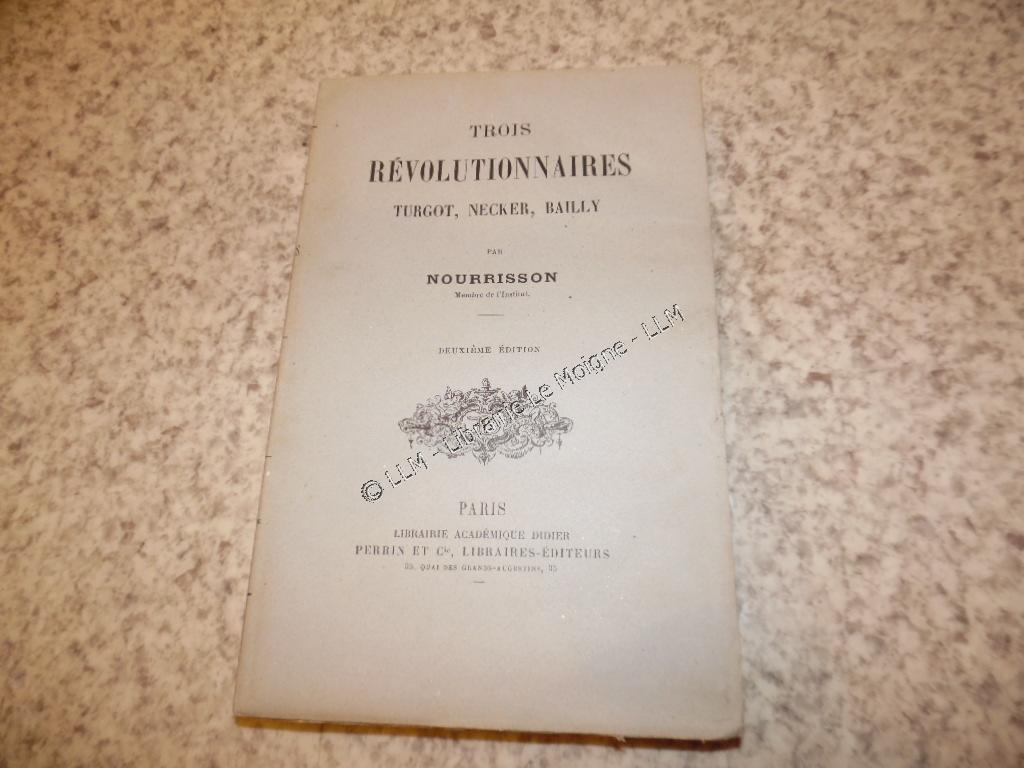 TROIS
RÉVOLUTIONNAIRES
TURGOT, NECKER, BAILLY
PAR
NOURRISSON
Membre de l'Institut.
DEUXIÈME ÉDITION
© LLM - Librairie Le Moigne - LLM
PARIS
LIBRAIRIE ACADÉMIQUE DIDIER
PERRIN ET Cie, LIBRAIRES-ÉDITEURS
35, QUAI DES GRANDS-AUGUSTINS, 35